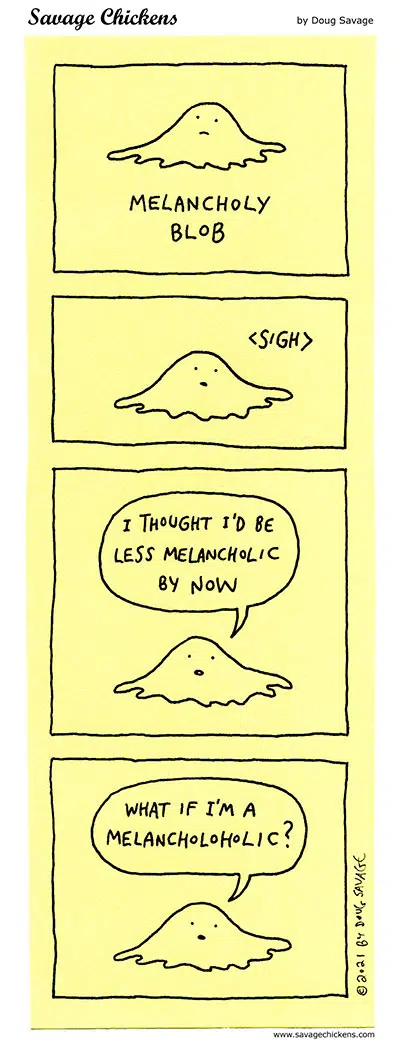 Savage Chickens
by Doug Savage
MELANCHOLY
BLOB
<SIGH>
I THOUGHT I'D BE
LESS MELANCHOLIC
BY NOW
WHAT IF I'M A
MELANCHOLOHOLIC?
©2021 BY DOUG SAVAGE
www.savagechickens.com